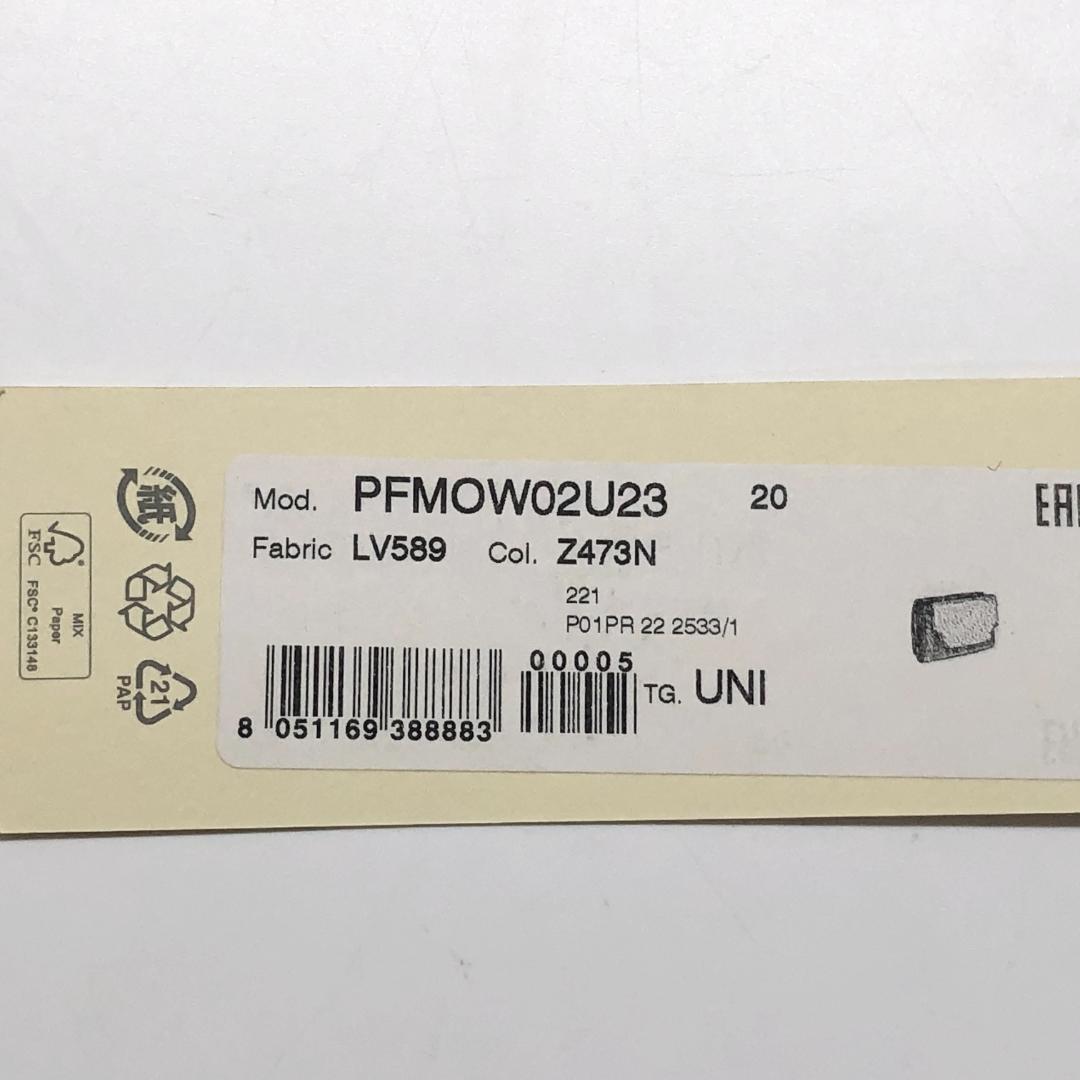 Mod. PFMOW02U23 20
Fabric LV589 Col. Z473N
221
P01PR 22 2533/1
00005
TG. UNI
8 051169 388883
紙
21
PAP
FSC
MIX
Paper
FSC® C133148